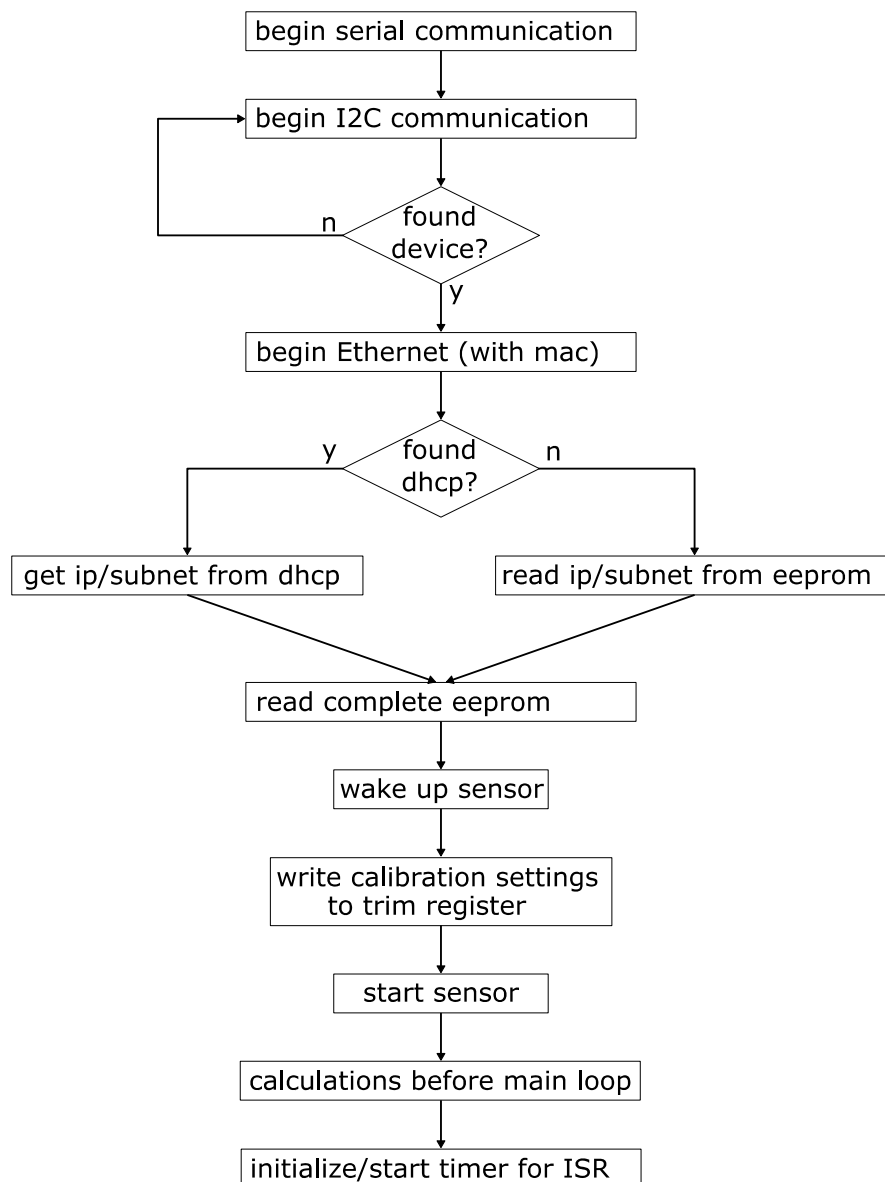 begin serial communication
begin I2C communication
n
found
device?
y
begin Ethernet (with mac)
y
found
dhcp?
n
get ip/subnet from dhcp
read ip/subnet from eeprom
read complete eeprom
wake up sensor
write calibration settings
to trim register
start sensor
calculations before main loop
initialize/start timer for ISR